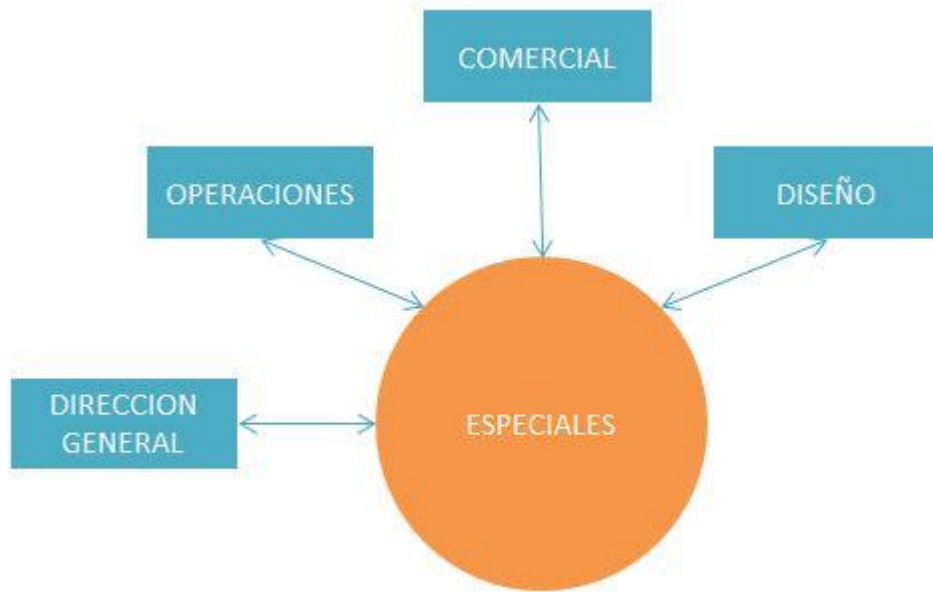 COMERCIAL
OPERACIONES
DISEÑO
DIRECCION
GENERAL
ESPECIALES